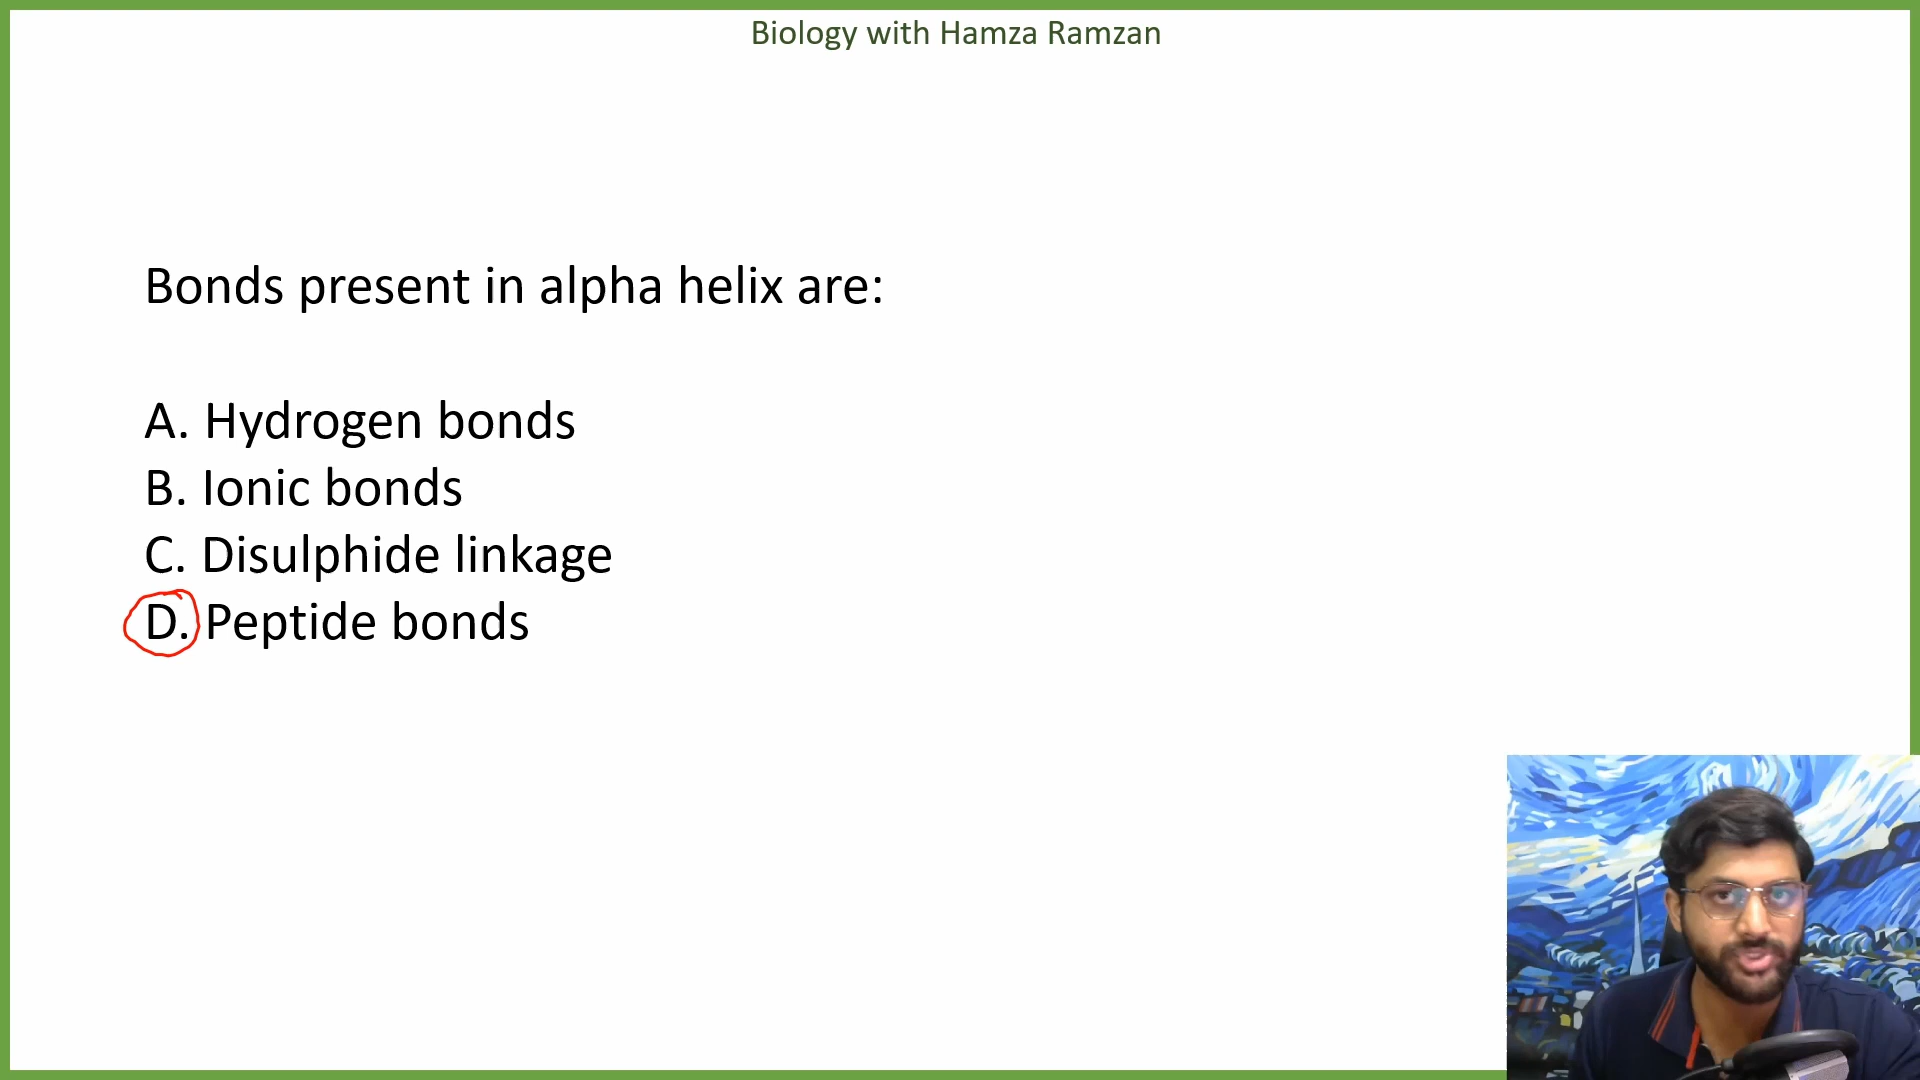 Biology with Hamza Ramzan
Bonds present in alpha helix are:
A. Hydrogen bonds
B. Ionic bonds
C. Disulphide linkage
D. Peptide bonds